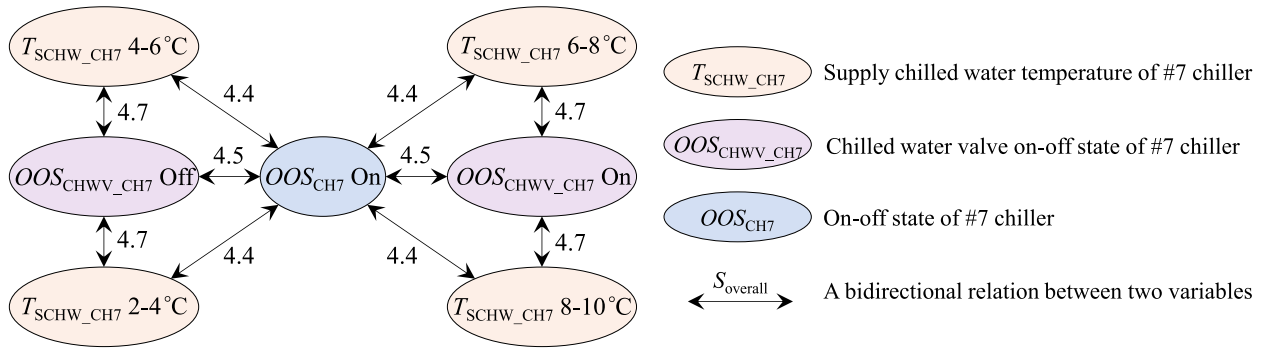 T_SCHW_CH7 4-6°C
T_SCHW_CH7 6-8°C
4.7
4.4
4.4
4.7
OOS_CHWV_CH7 Off
4.5
OOS_CH7 On
4.5
OOS_CHWV_CH7 On
4.7
4.4
4.4
4.7
T_SCHW_CH7 2-4°C
T_SCHW_CH7 8-10°C
T_SCHW_CH7 Supply chilled water temperature of #7 chiller
OOS_CHWV_CH7 Chilled water valve on-off state of #7 chiller
OOS_CH7 On-off state of #7 chiller
S_overall A bidirectional relation between two variables